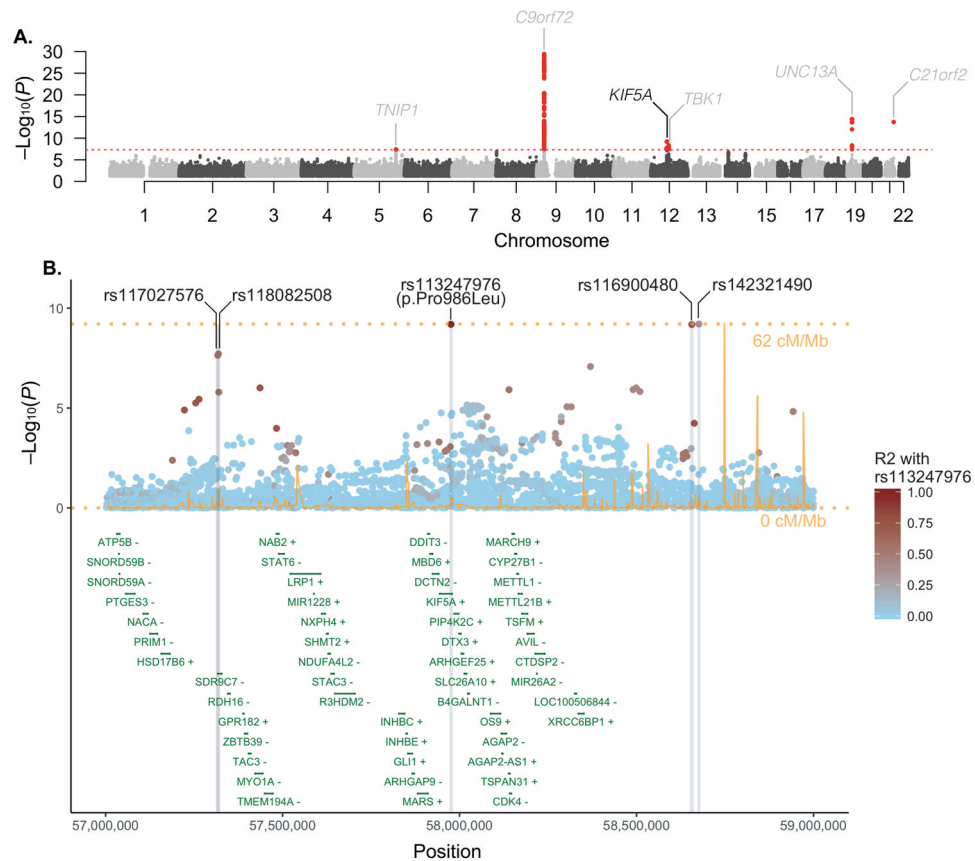 A.
C9orf72
TNIP1
KIF5A
TBK1
UNC13A
C21orf2
−Log10(P)
30
25
20
15
10
5
0
1 2 3 4 5 6 7 8 9 10 11 12 13 15 17 19 22
Chromosome
B.
rs117027576
rs118082508
rs113247976
(p.Pro986Leu)
rs116900480
rs142321490
−Log10(P)
10
5
0
62 cM/Mb
0 cM/Mb
R2 with
rs113247976
1.00
0.75
0.50
0.25
0.00
ATP5B -
SNORD59B -
SNORD59A -
PTGES3 -
NACA -
PRIM1 -
HSD17B6 +
SDR9C7 -
RDH16 -
GPR182 +
ZBTB39 -
TAC3 -
MYO1A -
TMEM194A -
NAB2 +
STAT6 -
LRP1 +
MIR1228 +
NXPH4 +
SHMT2 +
NDUFA4L2 -
STAC3 -
R3HDM2 -
INHBC +
INHBE +
GLI1 +
ARHGAP9 -
MARS +
DDIT3 -
MBD6 +
DCTN2 -
KIF5A +
PIP4K2C +
DTX3 +
ARHGEF25 +
SLC26A10 +
B4GALNT1 -
OS9 +
AGAP2 -
AGAP2-AS1 +
TSPAN31 +
CDK4 -
MARCH9 +
CYP27B1 -
METTL1 -
METTL21B +
TSFM +
AVIL -
CTDSP2 -
MIR26A2 -
LOC100506844 -
XRCC6BP1 +
57,000,000
57,500,000
58,000,000
58,500,000
59,000,000
Position